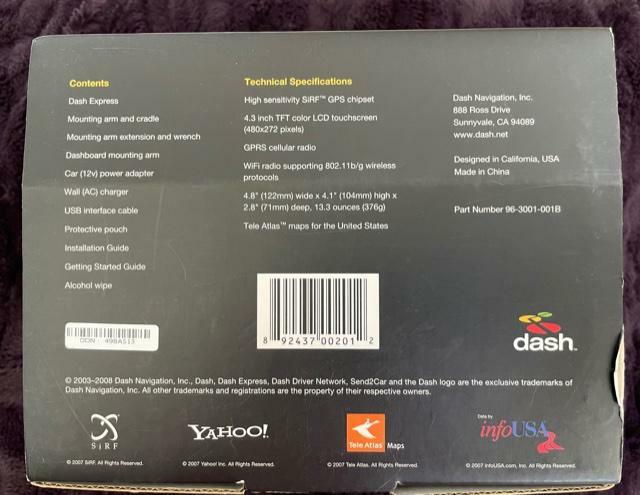 Contents
Dash Express
Mounting arm and cradle
Mounting arm extension and wrench
Dashboard mounting arm
Car (12v) power adapter
Wall (AC) charger
USB interface cable
Protective pouch
Installation Guide
Getting Started Guide
Alcohol wipe
Technical Specifications
High sensitivity SiRF™ GPS chipset
4.3 inch TFT color LCD touchscreen
(480x272 pixels)
GPRS cellular radio
WiFi radio supporting 802.11b/g wireless
protocols
4.8" (122mm) wide x 4.1" (104mm) high x
2.8" (71mm) deep, 13.3 ounces (376g)
Tele Atlas™ maps for the United States
Dash Navigation, Inc.
888 Ross Drive
Sunnyvale, CA 94089
www.dash.net
Designed in California, USA
Made in China
Part Number 96-3001-001B
ODN: 498A513
8 92437 00201 2
dash
© 2003-2008 Dash Navigation, Inc., Dash, Dash Express, Dash Driver Network, Send2Car and the Dash logo are the exclusive trademarks of
Dash Navigation, Inc. All other trademarks and registrations are the property of their respective owners.
SiRF
YAHOO!
Tele Atlas Maps
Data by
infoUSA
© 2007 SiRF. All Rights Reserved.
© 2007 Yahoo! Inc. All Rights Reserved.
© 2007 Tele Atlas. All Rights Reserved.
© 2007 infoUSA.com, Inc. All Rights Reserved.